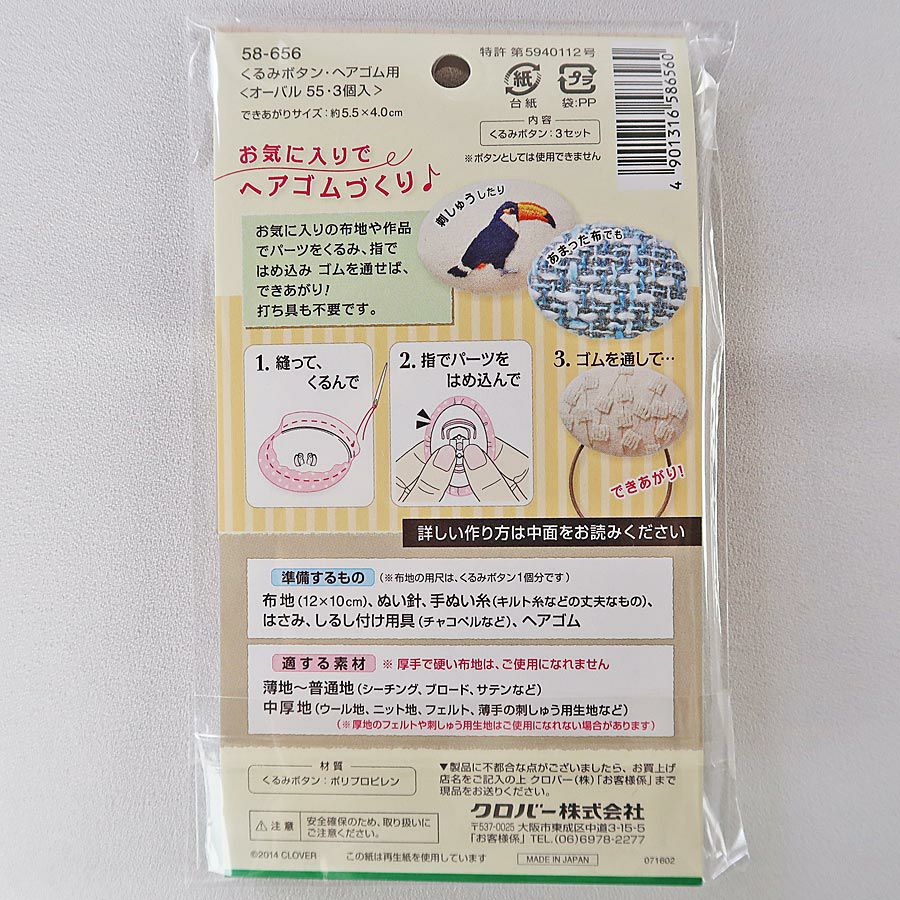 58-656
くるみボタン・ヘアゴム用
<オーバル 55・3個入>
できあがりサイズ:約5.5×4.0cm
特許 第5940112号
紙
台紙
プラ
袋:PP
内容
くるみボタン:3セット
※ボタンとしては使用できません
4 901316 586560
お気に入りで
ヘアゴムづくり♪
お気に入りの布地や作品
でパーツをくるみ、指で
はめ込み ゴムを通せば、
できあがり!
打ち具も不要です。
刺しゅうしたり
あまった布でも
1. 縫って、
くるんで
2. 指でパーツを
はめ込んで
3. ゴムを通して…
できあがり!
詳しい作り方は中面をお読みください
準備するもの (※布地の用尺は、くるみボタン1個分です)
布地(12×10cm)、ぬい針、手ぬい糸(キルト糸などの丈夫なもの)、
はさみ、しるし付け用具(チャコペルなど)、ヘアゴム
適する素材 ※ 厚手で硬い布地は、ご使用になれません
薄地〜普通地(シーチング、ブロード、サテンなど)
中厚地(ウール地、ニット地、フェルト、薄手の刺しゅう用生地など)
(※厚地のフェルトや刺しゅう用生地はご使用になれない場合があります)
材質
くるみボタン:ポリプロピレン
▼製品に不都合な点がございましたら、お買上げ
店名をご記入の上 クロバー(株)「お客様係」まで
現品をお送りください。
クロバー株式会社
〒537-0025 大阪市東成区中道3-15-5
「お客様係」TEL.(06)6978-2277
⚠注意 安全確保のため、取り扱いに
ご注意ください。
©2014 CLOVER この紙は再生紙を使用しています MADE IN JAPAN 071602